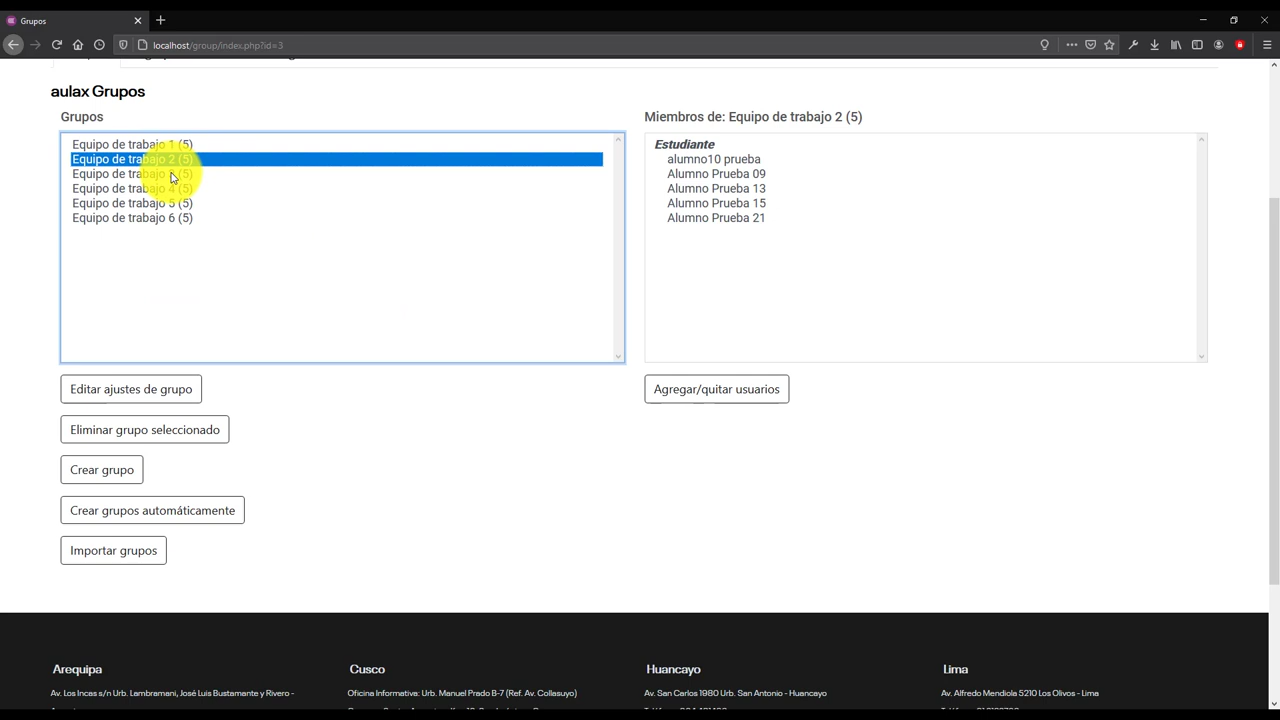 Grupos
localhost/group/index.php?id=3
aulax Grupos
Grupos
Equipo de trabajo 1 (5)
Equipo de trabajo 2 (5)
Equipo de trabajo (5)
Equipo de trabajo 4 (5)
Equipo de trabajo 5 (5)
Equipo de trabajo 6 (5)
Editar ajustes de grupo
Eliminar grupo seleccionado
Crear grupo
Crear grupos automáticamente
Importar grupos
Miembros de: Equipo de trabajo 2 (5)
Estudiante
alumno10 prueba
Alumno Prueba 09
Alumno Prueba 13
Alumno Prueba 15
Alumno Prueba 21
Agregar/quitar usuarios
Arequipa
Av. Los Incas s/n Urb. Lambramani, José Luis Bustamante y Rivero -
Cusco
Oficina Informativa: Urb. Manuel Prado B-7 (Ref. Av. Collasuyo)
Huancayo
Av. San Carlos 1980 Urb. San Antonio - Huancayo
Lima
Av. Alfredo Mendiola 5210 Los Olivos - Lima